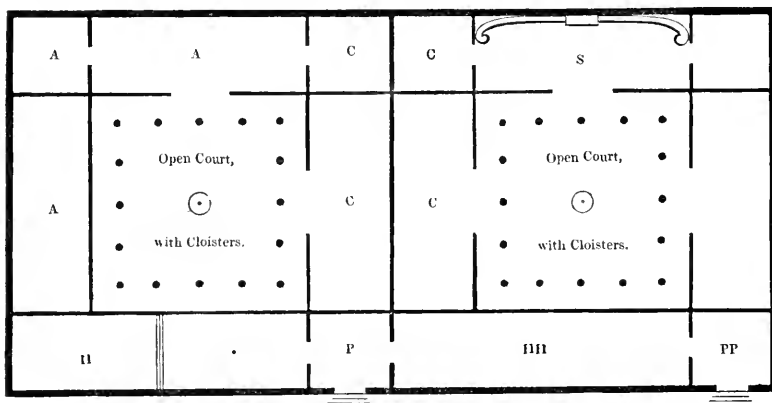 A A C C S
Open Court, Open Court,
A C C
with Cloisters. with Cloisters.
H P HH PP